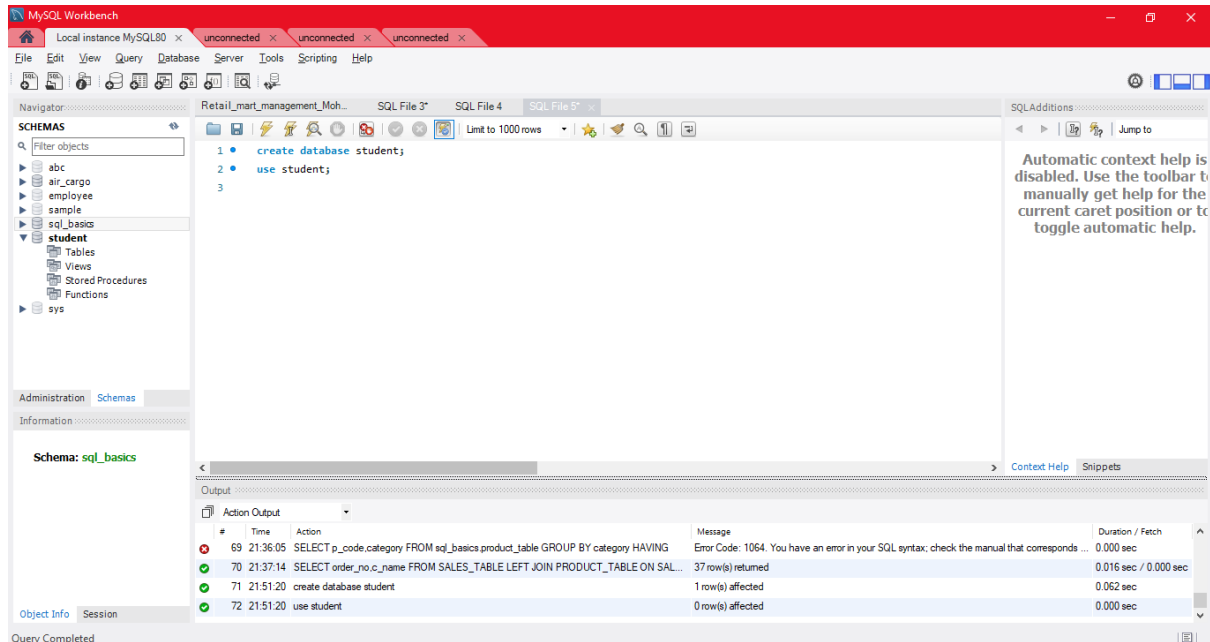 MySQL Workbench
Local instance MySQL80 unconnected unconnected unconnected
File Edit View Query Database Server Tools Scripting Help
Navigator
SCHEMAS
Filter objects
abc
air_cargo
employee
sample
sql_basics
student
Tables
Views
Stored Procedures
Functions
sys
Administration Schemas
Information
Schema: sql_basics
Object Info Session
Retail_mart_management_Moh... SQL File 3* SQL File 4 SQL File 5*
Limit to 1000 rows
1 create database student;
2 use student;
3
SQLAdditions
Jump to
Automatic context help is
disabled. Use the toolbar to
manually get help for the
current caret position or to
toggle automatic help.
Context Help Snippets
Output
Action Output
# Time Action Message Duration / Fetch
69 21:36:05 SELECT p_code,category FROM sql_basics.product_table GROUP BY category HAVING Error Code: 1064. You have an error in your SQL syntax; check the manual that corresponds ... 0.000 sec
70 21:37:14 SELECT order_no,c_name FROM SALES_TABLE LEFT JOIN PRODUCT_TABLE ON SAL... 37 row(s) returned 0.016 sec / 0.000 sec
71 21:51:20 create database student 1 row(s) affected 0.062 sec
72 21:51:20 use student 0 row(s) affected 0.000 sec
Query Completed